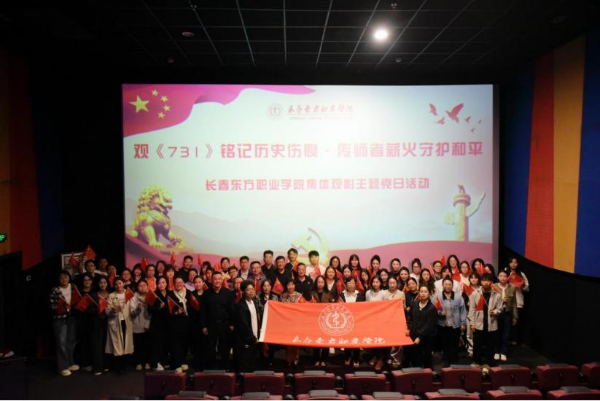 长春东方职业学院
观《731》铭记历史伤痕·传师者薪火守护和平
长春东方职业学院集体观影主题党日活动
长春东方职业学院